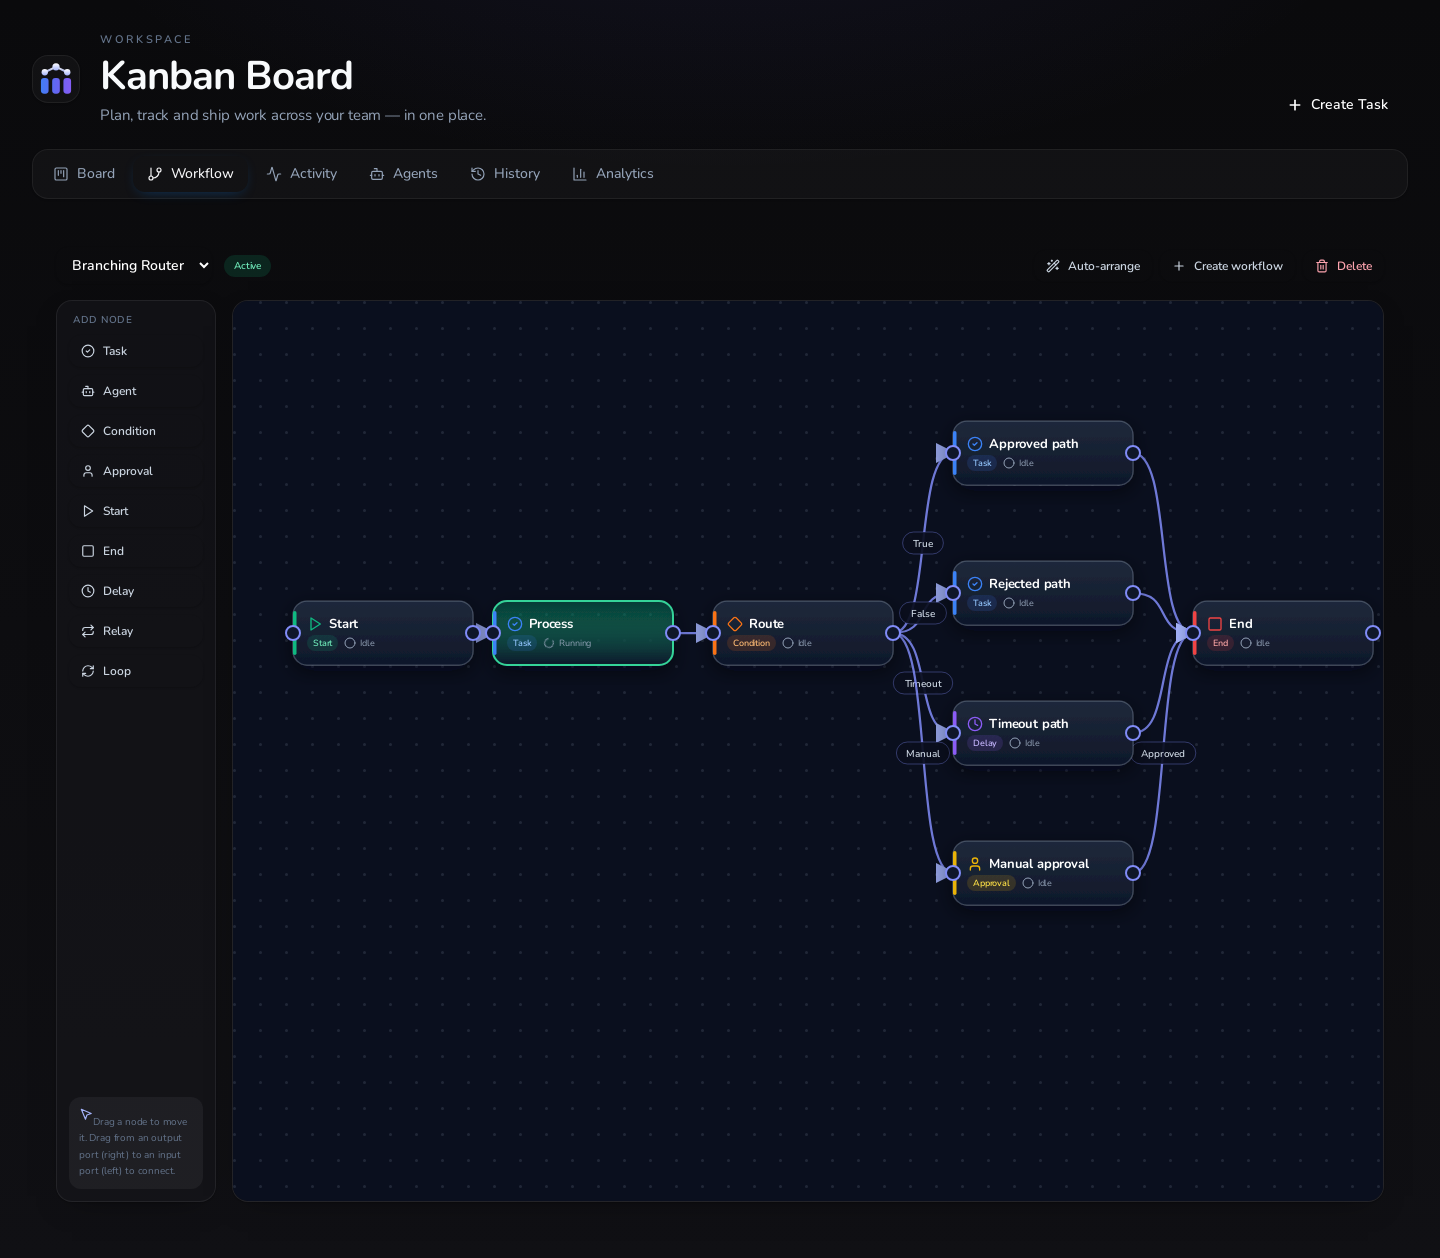 WORKSPACE
Kanban Board
Plan, track and ship work across your team — in one place.
Create Task
Board
Workflow
Activity
Agents
History
Analytics
Branching Router
Active
Auto-arrange
Create workflow
Delete
ADD NODE
Task
Agent
Condition
Approval
Start
End
Delay
Relay
Loop
Drag a node to move
it. Drag from an output
port (right) to an input
port (left) to connect.
Start
Start
Idle
Process
Task
Running
Route
Condition
Idle
True
False
Timeout
Manual
Approved path
Task
Idle
Rejected path
Task
Idle
Timeout path
Delay
Idle
Approved
Manual approval
Approval
Idle
End
End
Idle